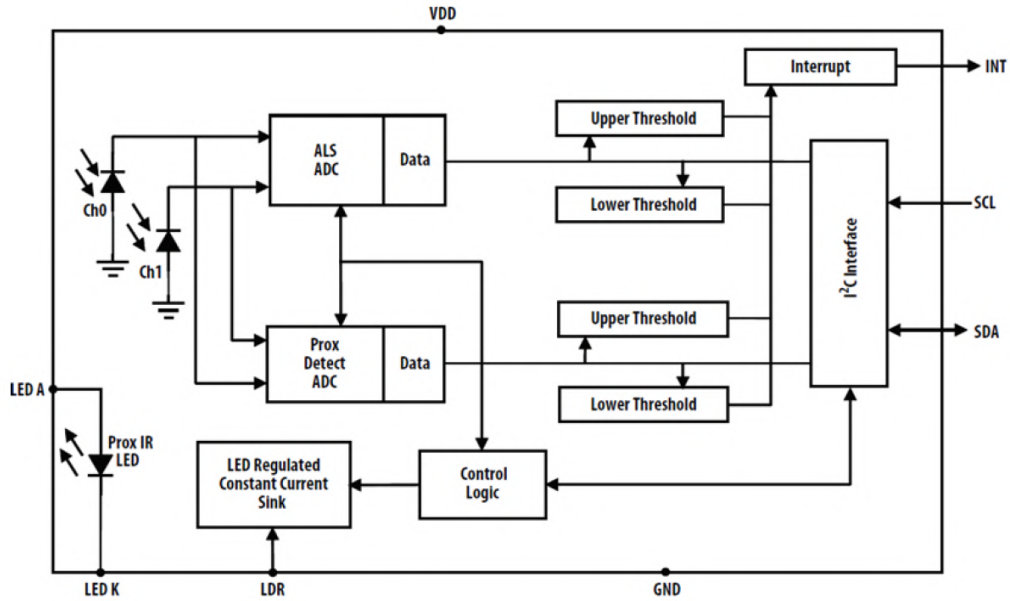 VDD
Interrupt
INT
ALS
ADC
Data
Upper Threshold
Lower Threshold
Ch0
Ch1
SCL
I²C Interface
SDA
Prox
Detect
ADC
Data
Upper Threshold
Lower Threshold
LED A
Prox IR
LED
LED Regulated
Constant Current
Sink
Control
Logic
LED K
LDR
GND